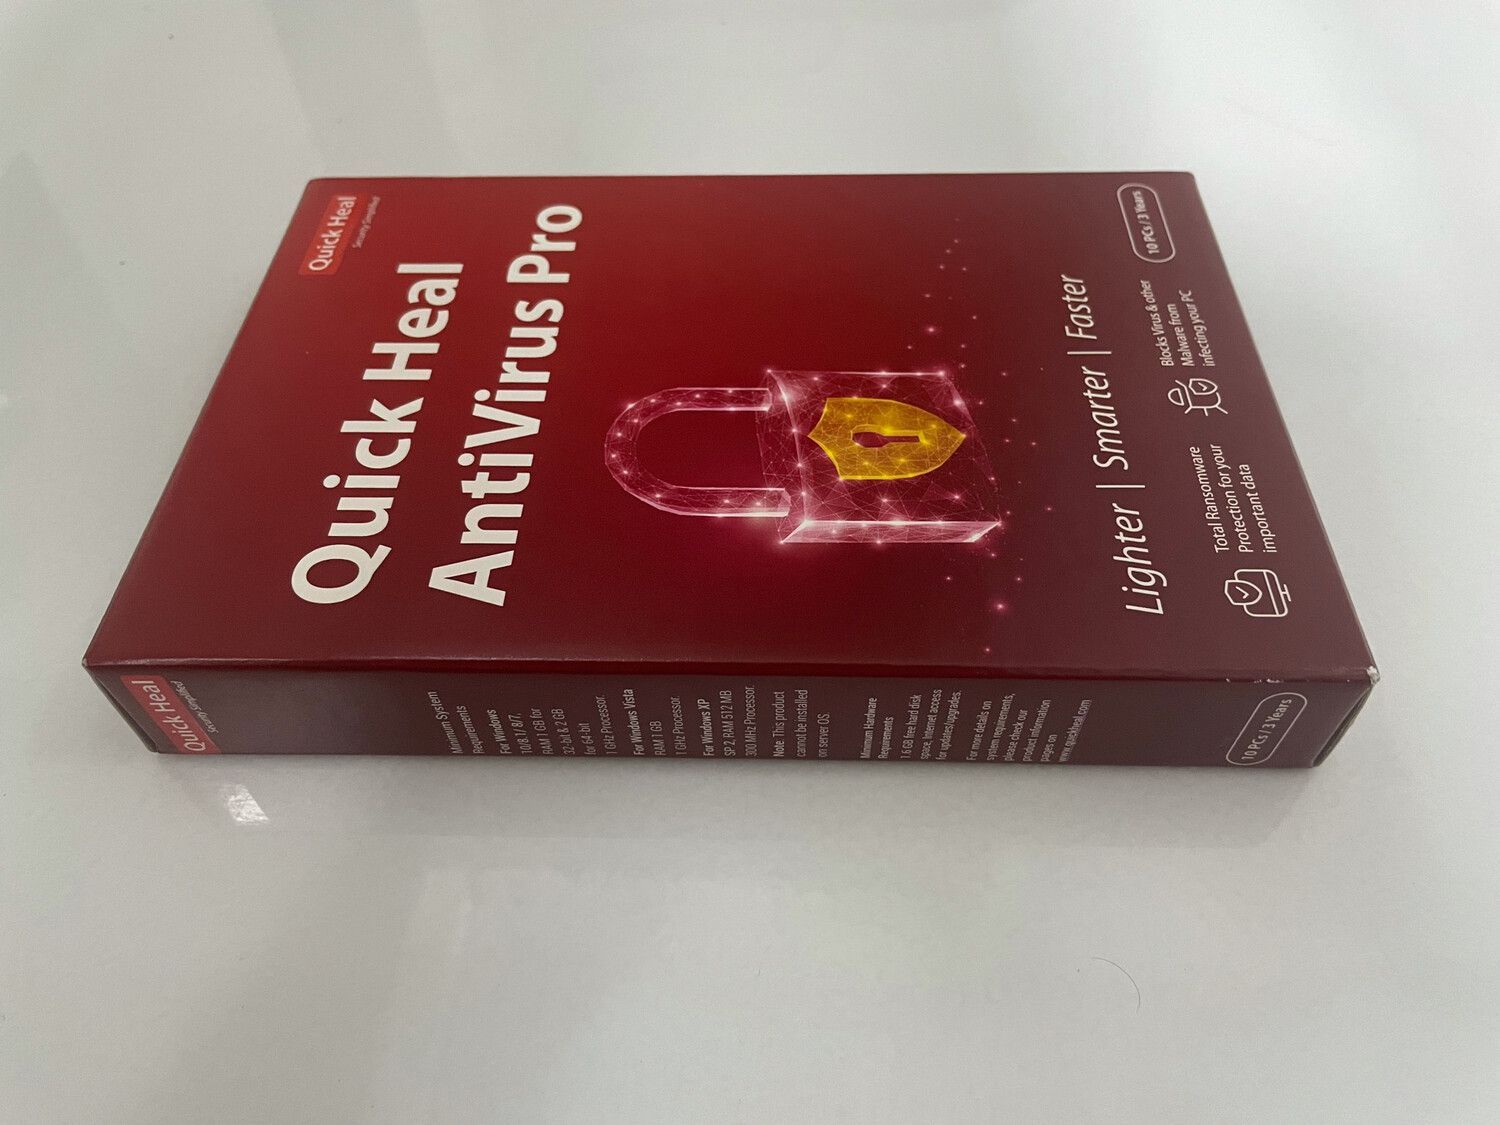 Quick Heal
Security Simplified
Quick Heal
AntiVirus Pro
Lighter | Smarter | Faster
Total Ransomware
Protection for your
important data
Blocks Virus & other
Malware from
infecting your PC
10 PCs / 3 Years
Quick Heal
Security Simplified
Minimum System
Requirements
For Windows
10/8.1/ 8/7,
RAM 1 GB for
32-bit & 2 GB
for 64-bit
1 GHz Processor.
For Windows Vista
RAM 1 GB
1 GHz Processor.
For Windows XP
SP 2, RAM 512 MB
300 MHz Processor.
Note: This product
cannot be installed
on server OS.
Minimum Hardware
Requirements
1.6 GB free hard disk
space, Internet access
for updates/upgrades.
For more details on
system requirements,
please check our
product information
pages on
www.quickheal.com
10 PCs / 3 Years